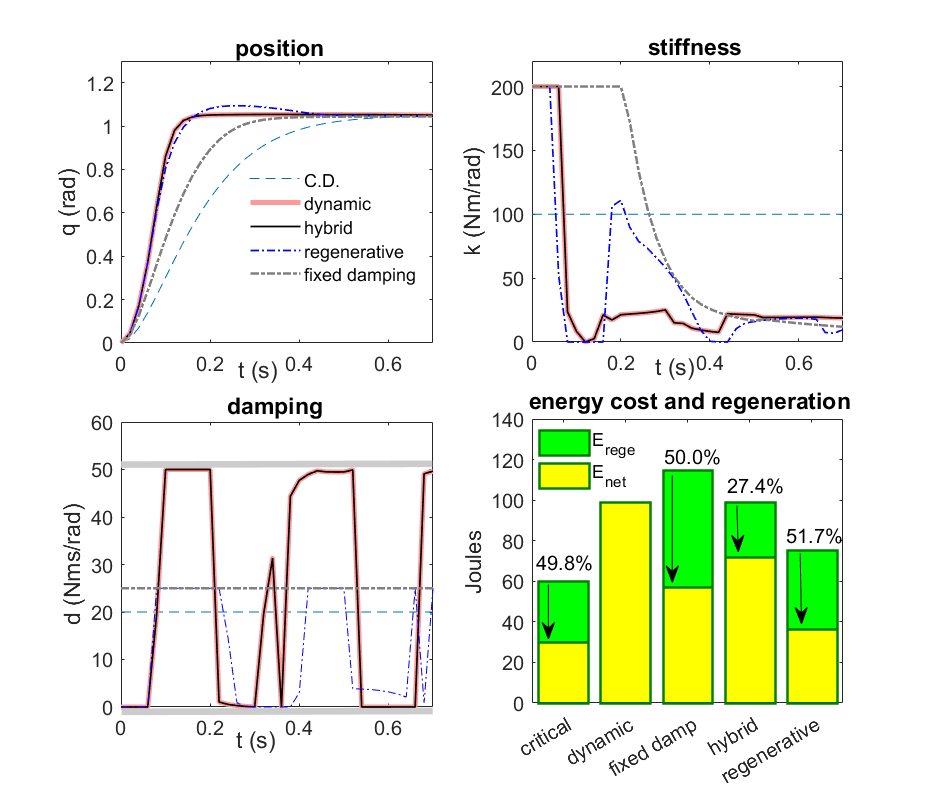 position
1.2
1
0.8
0.6
0.4
0.2
0
q (rad)
C.D.
dynamic
hybrid
regenerative
fixed damping
0
0.2
0.4
0.6
t (s)
stiffness
200
150
100
50
0
k (Nm/rad)
0
0.2
0.4
0.6
t (s)
damping
60
50
40
30
20
10
0
d (Nms/rad)
0
0.2
0.4
0.6
t (s)
energy cost and regeneration
140
120
100
80
60
40
20
0
Joules
E_rege
E_net
49.8%
50.0%
27.4%
51.7%
critical
dynamic
fixed damp
hybrid
regenerative